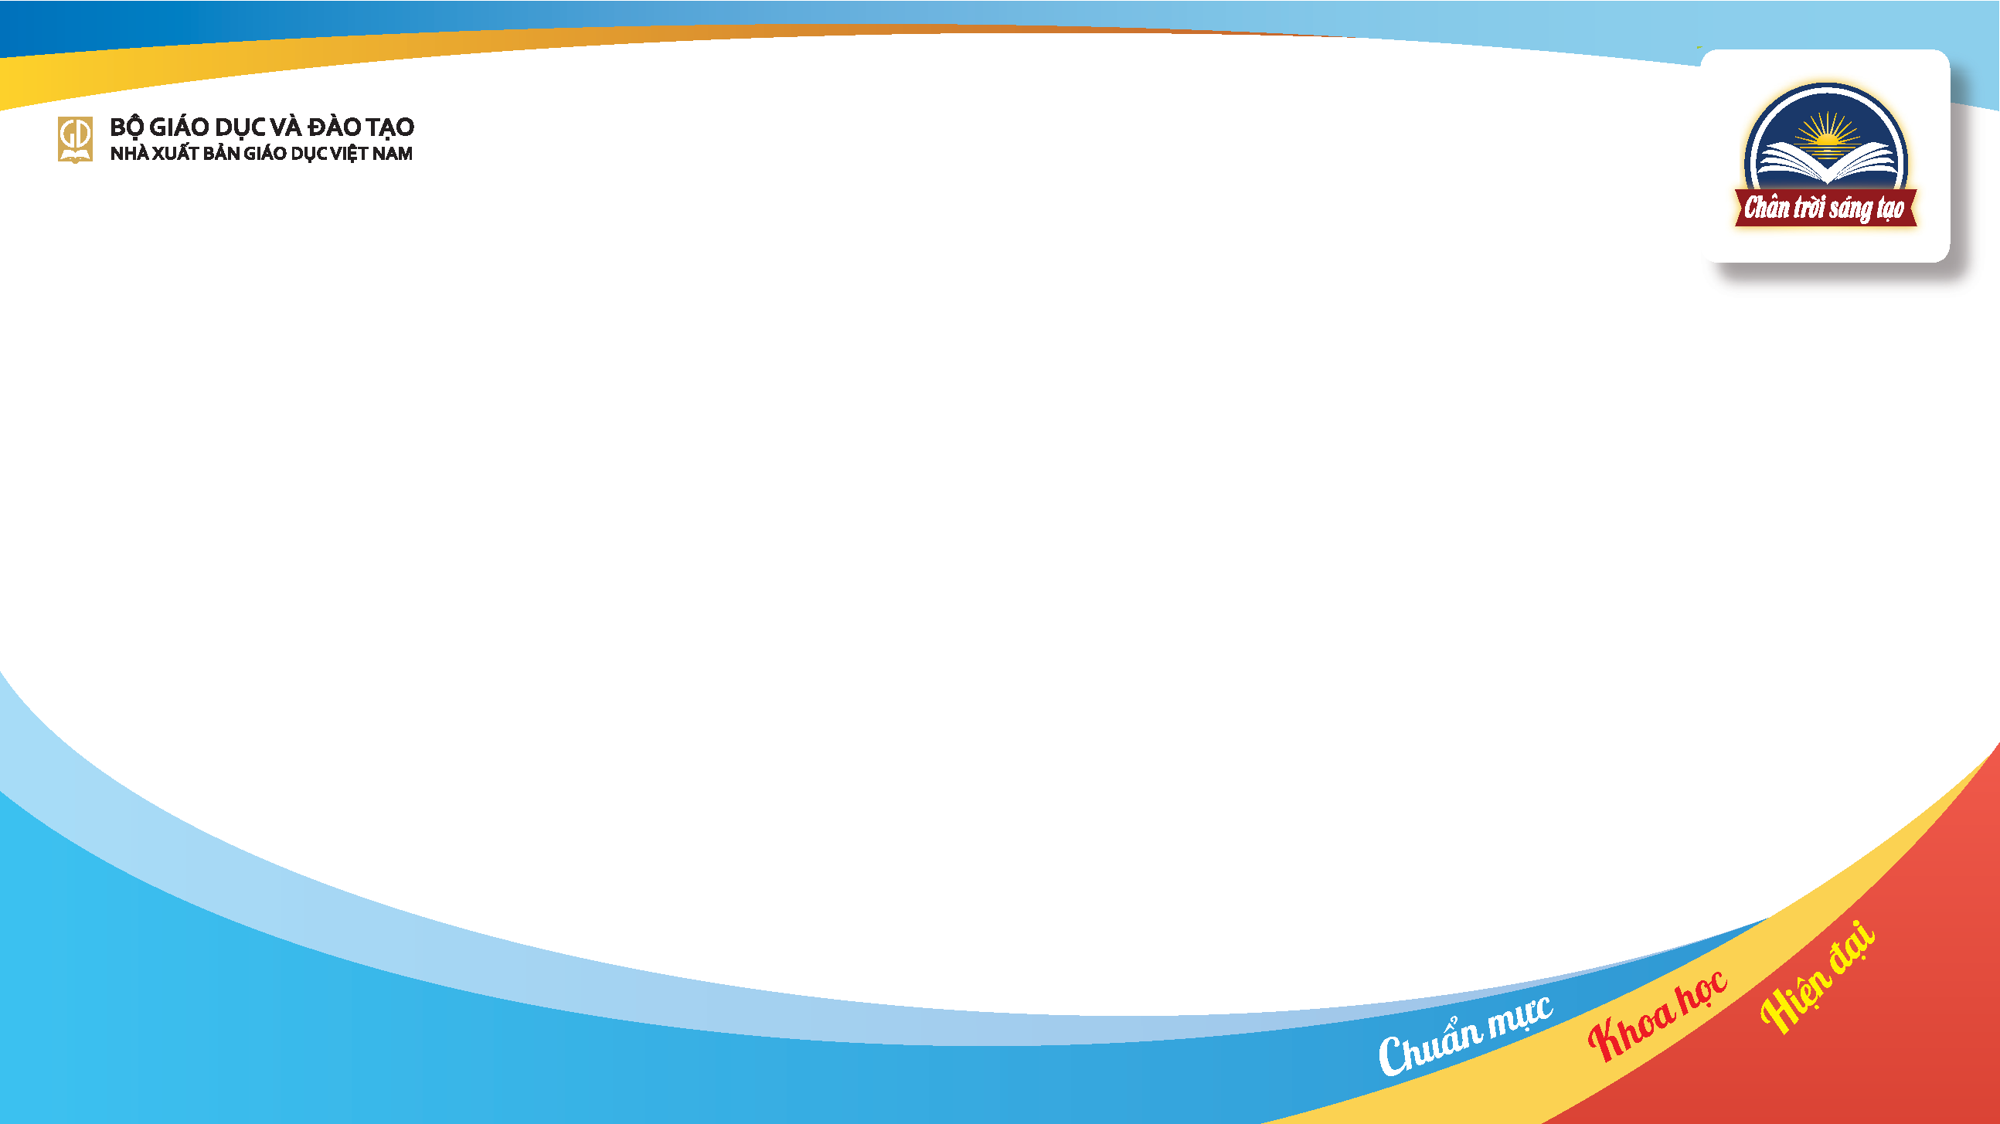 BỘ GIÁO DỤC VÀ ĐÀO TẠO
NHÀ XUẤT BẢN GIÁO DỤC VIỆT NAM
GD
Chân trời sáng tạo
Chuẩn mực
Khoa học
Hiện đại